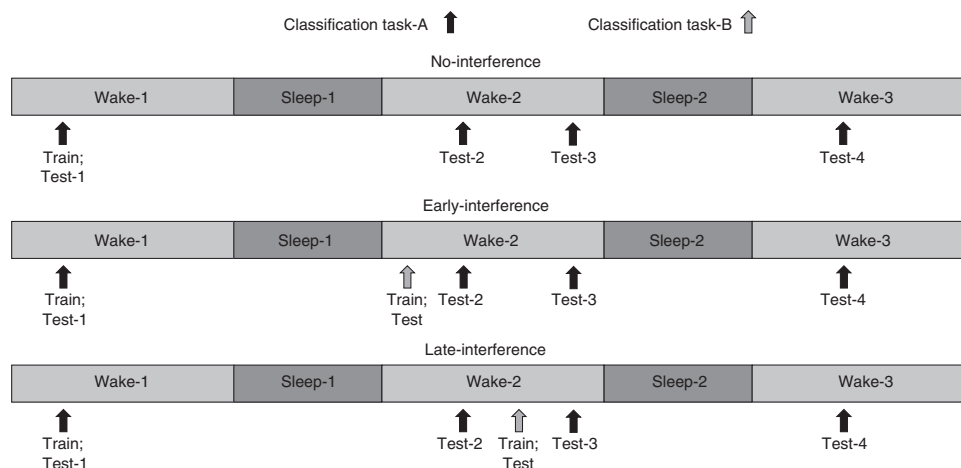 Classification task-A Classification task-B
No-interference
Wake-1 Sleep-1 Wake-2 Sleep-2 Wake-3
Train; Test-2 Test-3 Test-4
Test-1
Early-interference
Wake-1 Sleep-1 Wake-2 Sleep-2 Wake-3
Train; Train; Test-2 Test-3 Test-4
Test-1 Test
Late-interference
Wake-1 Sleep-1 Wake-2 Sleep-2 Wake-3
Train; Test-2 Train; Test-3 Test-4
Test-1 Test